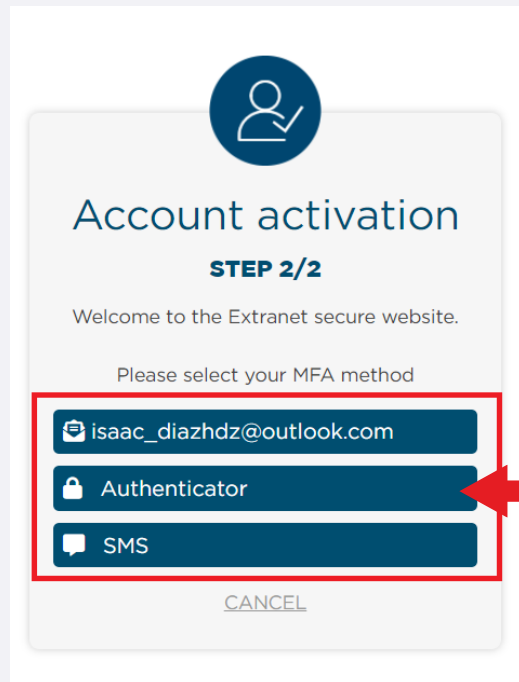 Account activation
STEP 2/2
Welcome to the Extranet secure website.
Please select your MFA method
isaac_diazhdz@outlook.com
Authenticator
SMS
CANCEL